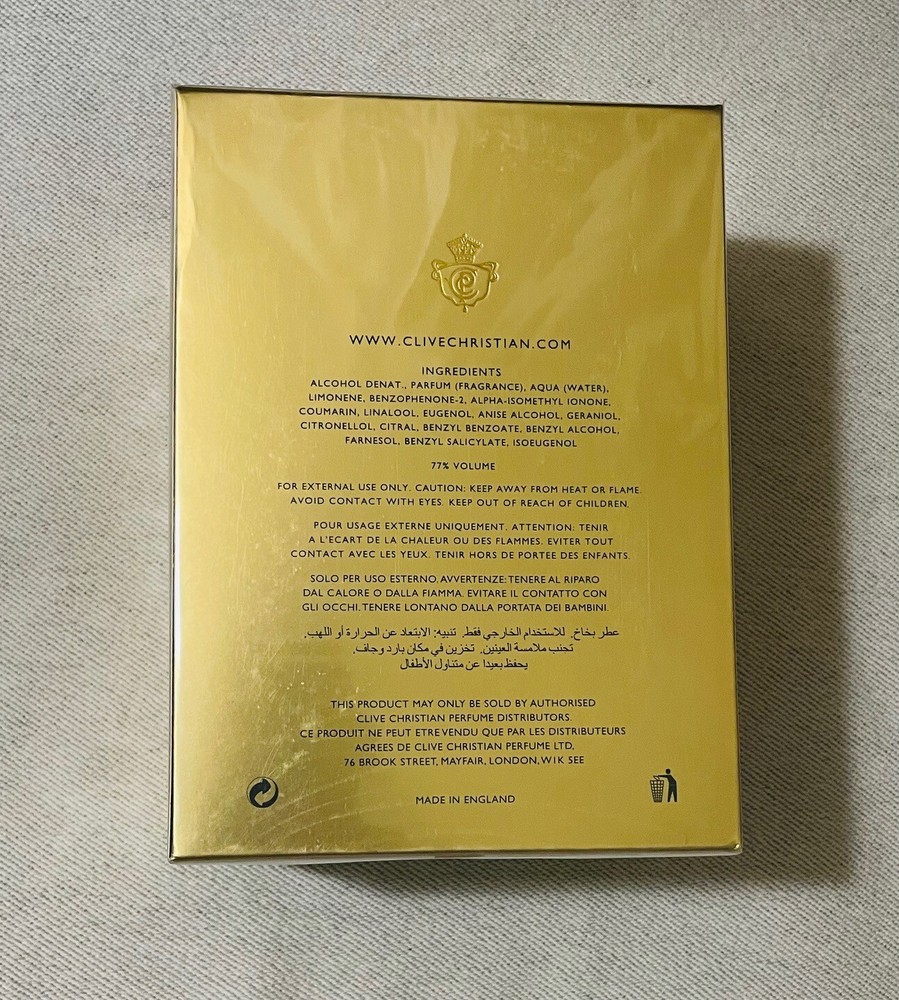 WWW.CLIVECHRISTIAN.COM
INGREDIENTS
ALCOHOL DENAT., PARFUM (FRAGRANCE), AQUA (WATER),
LIMONENE, BENZOPHENONE-2, ALPHA-ISOMETHYL IONONE,
COUMARIN, LINALOOL, EUGENOL, ANISE ALCOHOL, GERANIOL,
CITRONELLOL, CITRAL, BENZYL BENZOATE, BENZYL ALCOHOL,
FARNESOL, BENZYL SALICYLATE, ISOEUGENOL
77% VOLUME
FOR EXTERNAL USE ONLY. CAUTION: KEEP AWAY FROM HEAT OR FLAME.
AVOID CONTACT WITH EYES. KEEP OUT OF REACH OF CHILDREN.
POUR USAGE EXTERNE UNIQUEMENT. ATTENTION: TENIR
A L'ECART DE LA CHALEUR OU DES FLAMMES. EVITER TOUT
CONTACT AVEC LES YEUX. TENIR HORS DE PORTEE DES ENFANTS.
SOLO PER USO ESTERNO. AVVERTENZE: TENERE AL RIPARO
DAL CALORE O DALLA FIAMMA. EVITARE IL CONTATTO CON
GLI OCCHI. TENERE LONTANO DALLA PORTATA DEI BAMBINI.
عطر بخاخ. للاستخدام الخارجي فقط. تنبيه: الابتعاد عن الحرارة أو اللهب.
تجنب ملامسة العينين. تخزين في مكان بارد وجاف.
يحفظ بعيدا عن متناول الأطفال
THIS PRODUCT MAY ONLY BE SOLD BY AUTHORISED
CLIVE CHRISTIAN PERFUME DISTRIBUTORS.
CE PRODUIT NE PEUT ETRE VENDU QUE PAR LES DISTRIBUTEURS
AGREES DE CLIVE CHRISTIAN PERFUME LTD,
76 BROOK STREET, MAYFAIR, LONDON, W1K 5EE
MADE IN ENGLAND